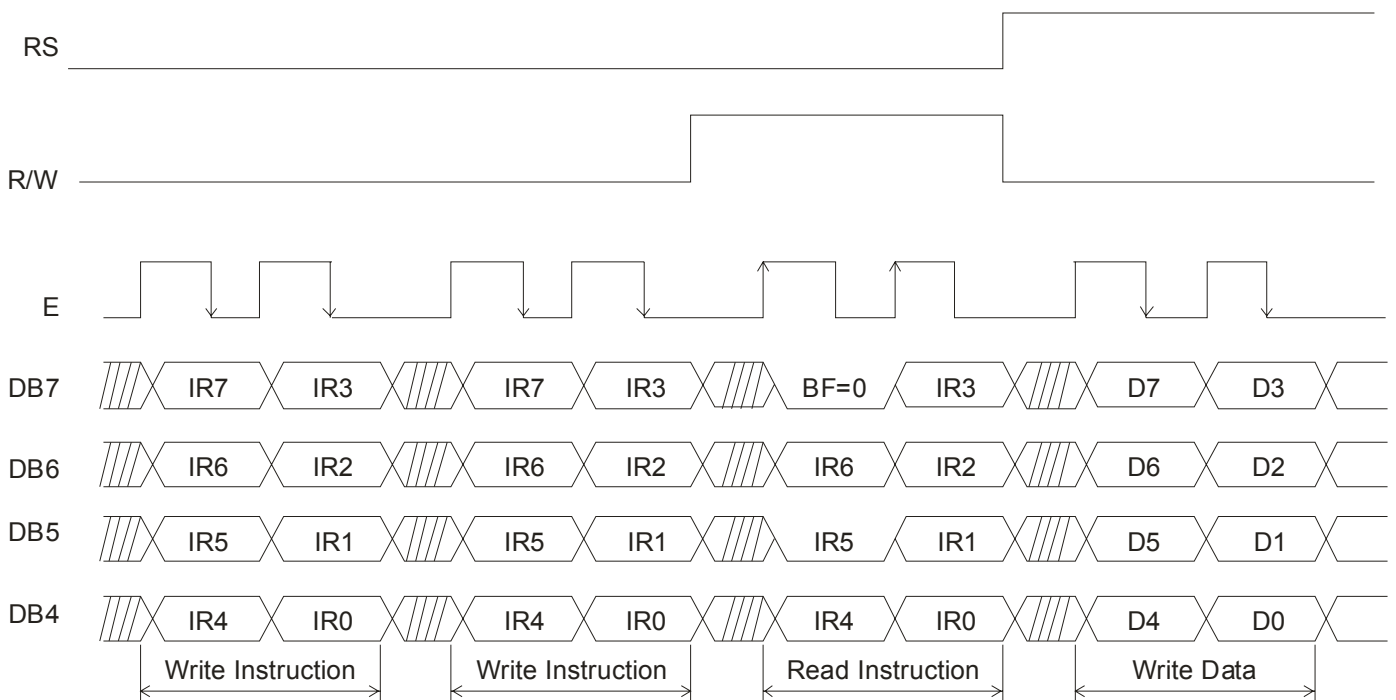 RS
R/W
E
DB7 IR7 IR3 IR7 IR3 BF=0 IR3 D7 D3
DB6 IR6 IR2 IR6 IR2 IR6 IR2 D6 D2
DB5 IR5 IR1 IR5 IR1 IR5 IR1 D5 D1
DB4 IR4 IR0 IR4 IR0 IR4 IR0 D4 D0
Write Instruction Write Instruction Read Instruction Write Data